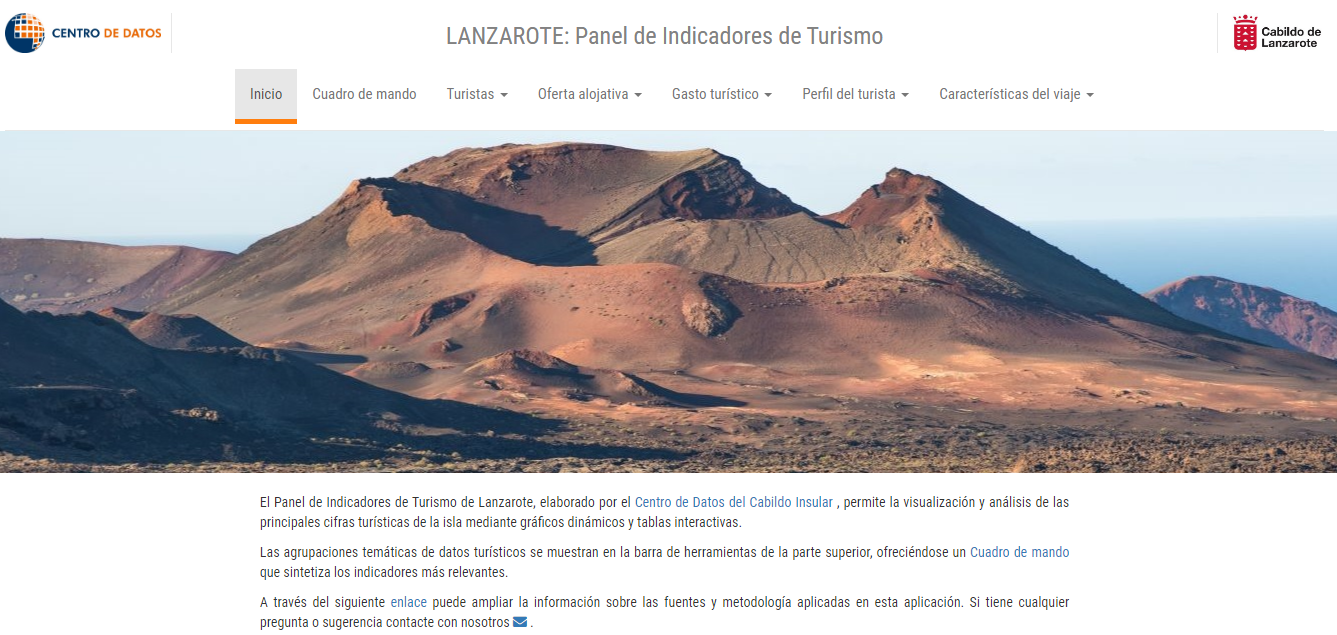 CENTRO DE DATOS
LANZAROTE: Panel de Indicadores de Turismo
Cabildo de
Lanzarote
Inicio Cuadro de mando Turistas Oferta alojativa Gasto turístico Perfil del turista Características del viaje
El Panel de Indicadores de Turismo de Lanzarote, elaborado por el Centro de Datos del Cabildo Insular , permite la visualización y análisis de las
principales cifras turísticas de la isla mediante gráficos dinámicos y tablas interactivas.
Las agrupaciones temáticas de datos turísticos se muestran en la barra de herramientas de la parte superior, ofreciéndose un Cuadro de mando
que sintetiza los indicadores más relevantes.
A través del siguiente enlace puede ampliar la información sobre las fuentes y metodología aplicadas en esta aplicación. Si tiene cualquier
pregunta o sugerencia contacte con nosotros .